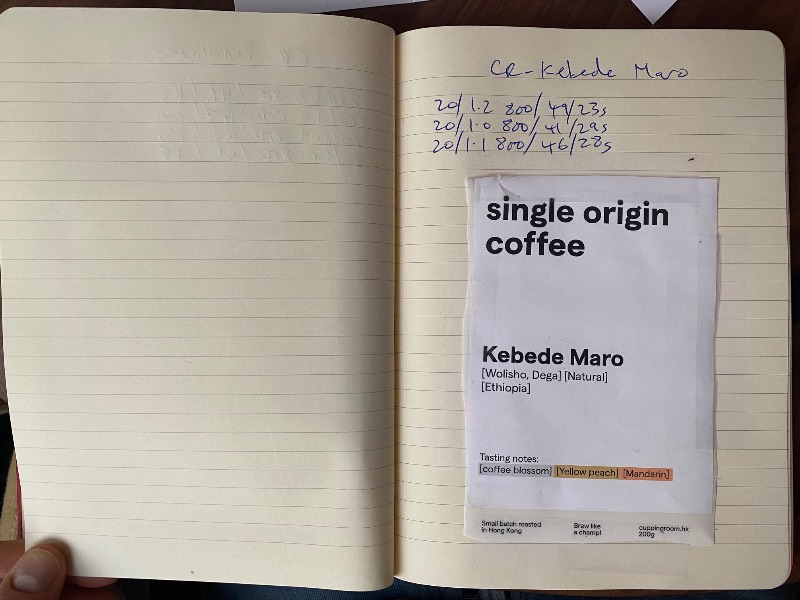 CR - Kebede Maro
20/1.2 800/49/23s
20/1.0 800/41/29s
20/1.1 800/46/28s
single origin
coffee
Kebede Maro
[Wolisho, Dega] [Natural]
[Ethiopia]
Tasting notes:
[coffee blossom] [Yellow peach] [Mandarin]
Small batch roasted
in Hong Kong
Brew like
a champ!
cuppingroom.hk
200g